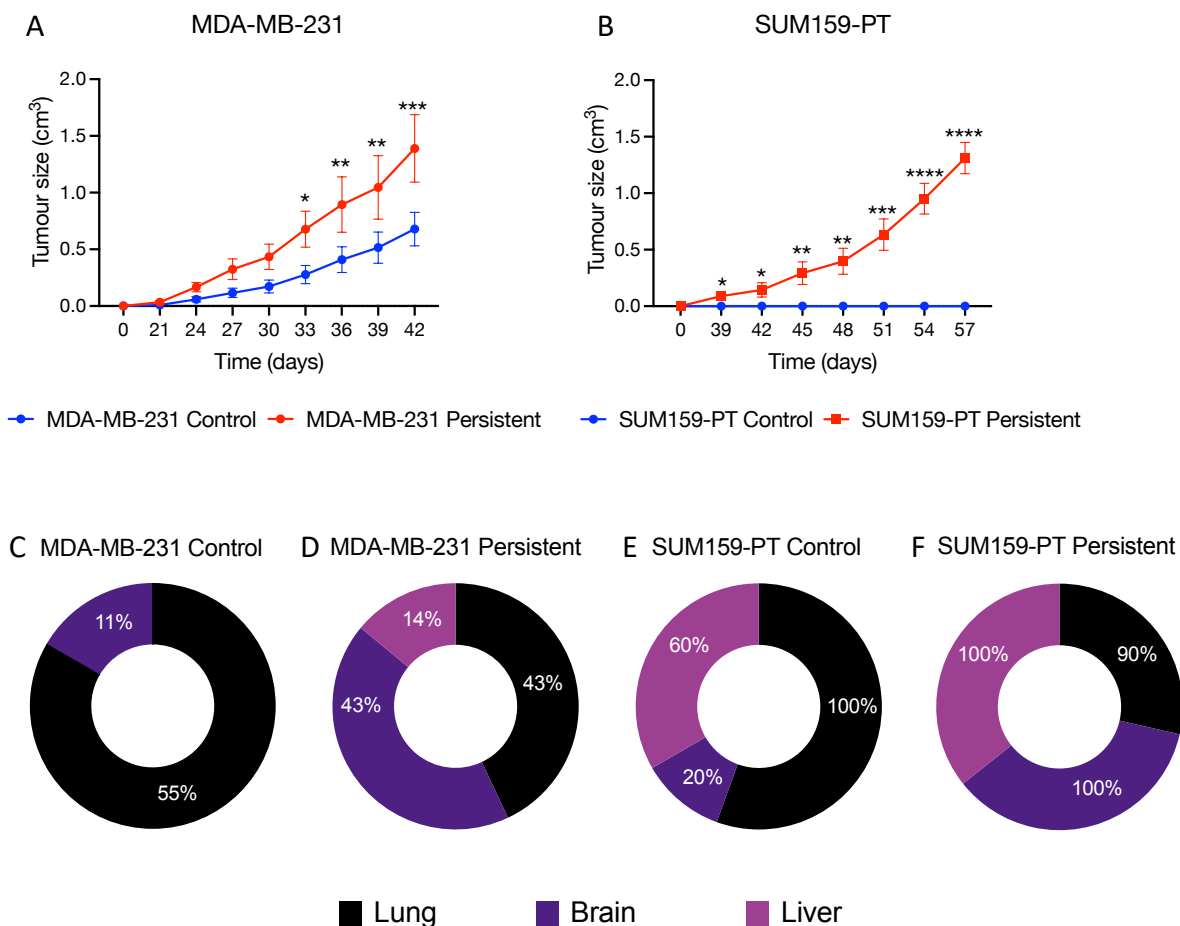 A MDA-MB-231
B SUM159-PT
Tumour size (cm³)
2.0
1.5
1.0
0.5
0.0
* ** ** ***
0 21 24 27 30 33 36 39 42
Time (days)
Tumour size (cm³)
2.0
1.5
1.0
0.5
0.0
* * ** ** *** **** ****
0 39 42 45 48 51 54 57
Time (days)
MDA-MB-231 Control MDA-MB-231 Persistent
SUM159-PT Control SUM159-PT Persistent
C MDA-MB-231 Control
11%
55%
D MDA-MB-231 Persistent
14%
43%
43%
E SUM159-PT Control
60%
100%
20%
F SUM159-PT Persistent
100%
90%
100%
Lung Brain Liver